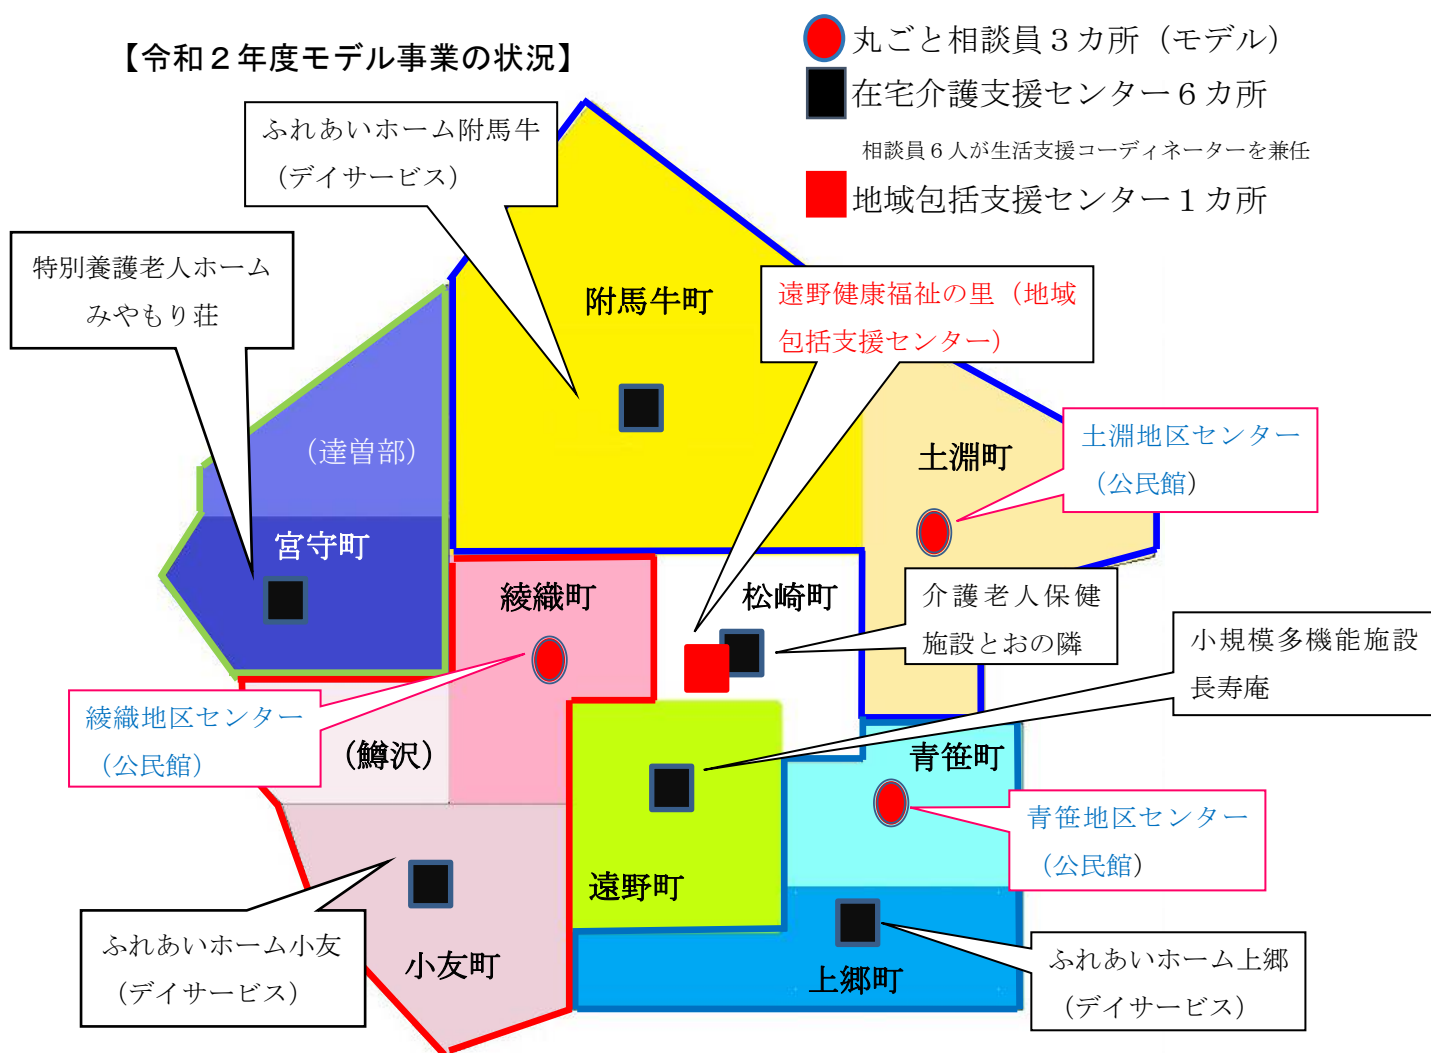 【令和２年度モデル事業の状況】
丸ごと相談員３カ所（モデル）
在宅介護支援センター６カ所
相談員６人が生活支援コーディネーターを兼任
地域包括支援センター１カ所
ふれあいホーム附馬牛
（デイサービス）
特別養護老人ホーム
みやもり荘
附馬牛町
遠野健康福祉の里（地域
包括支援センター）
（達曽部）
土淵町
土淵地区センター
（公民館）
宮守町
綾織町
松崎町
介護老人保健
施設とおの隣
小規模多機能施設
長寿庵
綾織地区センター
（公民館）
（鱒沢）
青笹町
青笹地区センター
（公民館）
遠野町
ふれあいホーム小友
（デイサービス）
小友町
上郷町
ふれあいホーム上郷
（デイサービス）